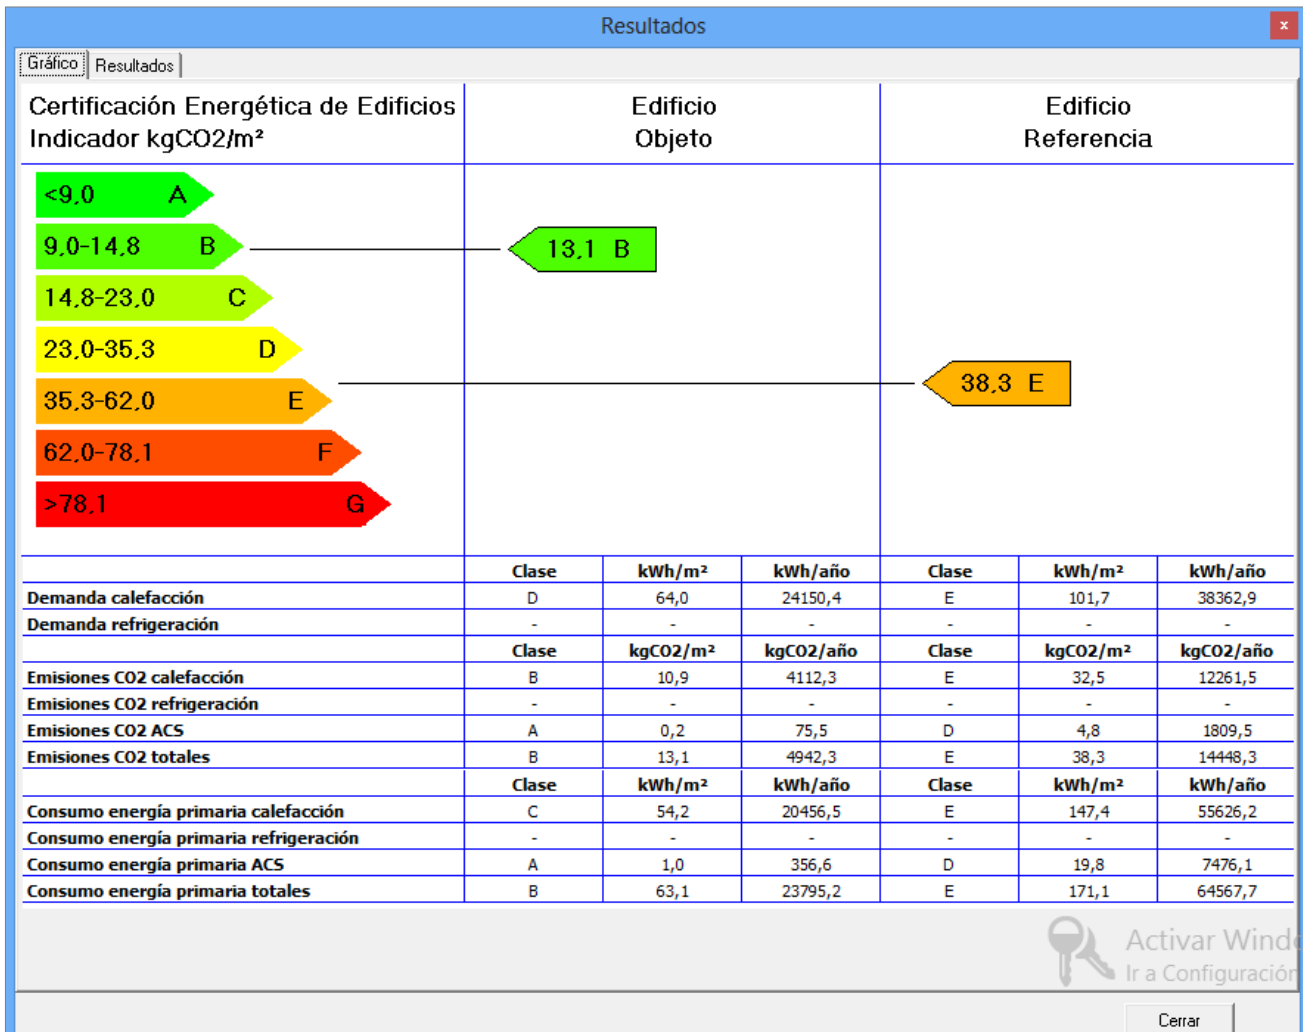 Resultados
x
Gráfico Resultados
Certificación Energética de Edificios
Indicador kgCO2/m²
Edificio
Objeto
Edificio
Referencia
<9,0 A
9,0-14,8 B
13,1 B
14,8-23,0 C
23,0-35,3 D
35,3-62,0 E
38,3 E
62,0-78,1 F
>78,1 G
Clase kWh/m² kWh/año Clase kWh/m² kWh/año
Demanda calefacción D 64,0 24150,4 E 101,7 38362,9
Demanda refrigeración - - - - - -
Clase kgCO2/m² kgCO2/año Clase kgCO2/m² kgCO2/año
Emisiones CO2 calefacción B 10,9 4112,3 E 32,5 12261,5
Emisiones CO2 refrigeración - - - - - -
Emisiones CO2 ACS A 0,2 75,5 D 4,8 1809,5
Emisiones CO2 totales B 13,1 4942,3 E 38,3 14448,3
Clase kWh/m² kWh/año Clase kWh/m² kWh/año
Consumo energía primaria calefacción C 54,2 20456,5 E 147,4 55626,2
Consumo energía primaria refrigeración - - - - - -
Consumo energía primaria ACS A 1,0 356,6 D 19,8 7476,1
Consumo energía primaria totales B 63,1 23795,2 E 171,1 64567,7
Activar Windo
Ir a Configuración
Cerrar